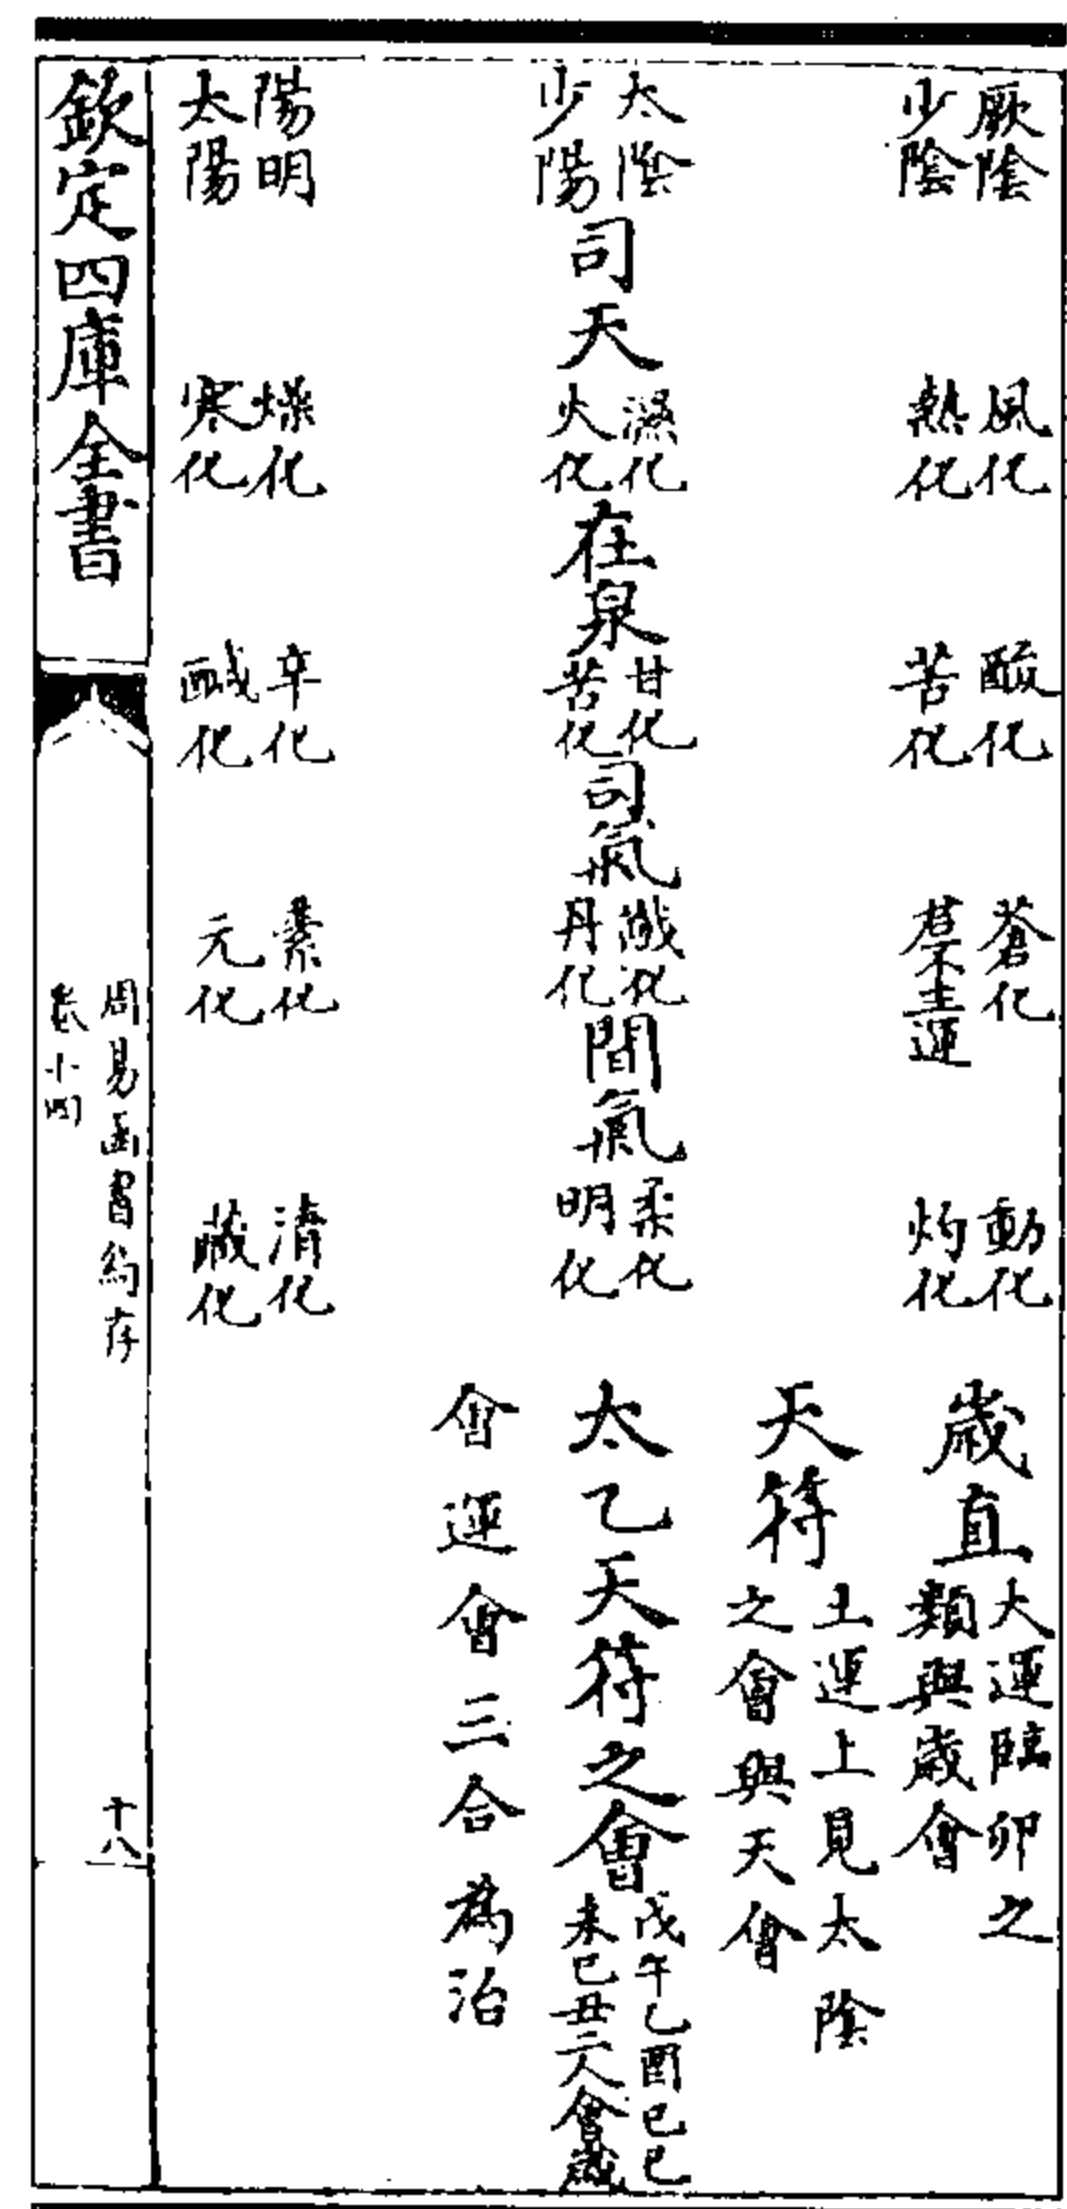 厥陰 風化 酸化 蒼化 動化
少陰 熱化 苦化 君不主運 灼化
歲直 大運臨卯之
類與歲會
天符 土運上見太陰
之會與天會
太陰 濕化 甘化 黅化 柔化
少陽 火化 苦化 丹化 明化
司天 在泉 司氣 間氣
太乙天符之會 戊午乙酉己巳
未己丑三人會歲
會運會三合為治
陽明 燥化 辛化 素化 清化
太陽 寒化 鹹化 元化 藏化
欽定四庫全書
周易函書約存
卷十四
十八